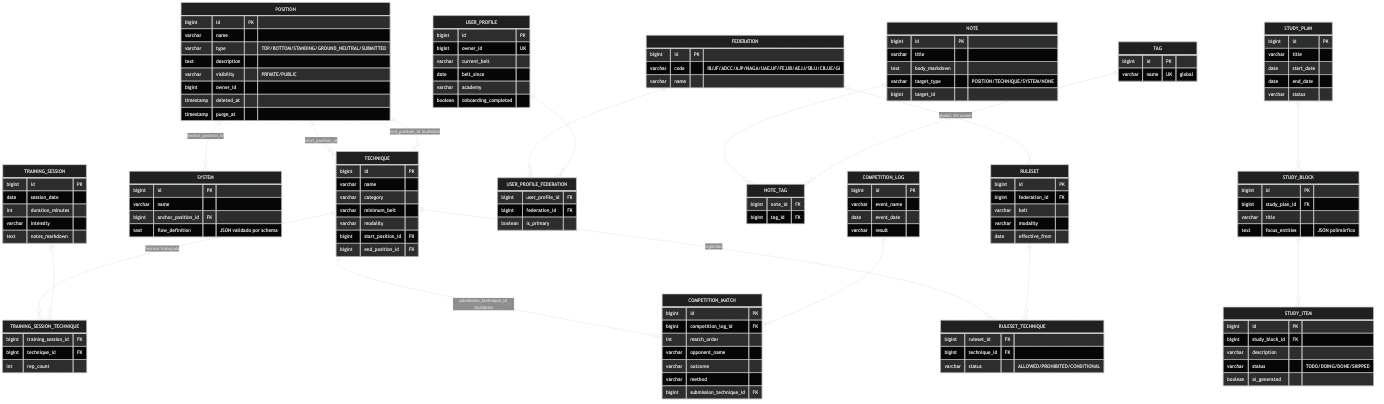 POSITION
bigint id PK
varchar name
varchar type TOP/BOTTOM/STANDING/GROUND_NEUTRAL/SUBMITTED
text description
varchar visibility PRIVATE/PUBLIC
bigint owner_id
timestamp deleted_at
timestamp purge_at
USER_PROFILE
bigint id PK
bigint owner_id UK
varchar current_belt
date belt_since
varchar academy
boolean onboarding_completed
FEDERATION
bigint id PK
varchar code
varchar name
NOTE
bigint id PK
varchar title
text body_markdown
varchar target_type POSITION/TECHNIQUE/SYSTEM/NONE
bigint target_id
TAG
bigint id PK
varchar name UK global
STUDY_PLAN
bigint id PK
varchar title
date start_date
date end_date
varchar status
anchor_position_id
start_position_id
end_position_id (nullable)
TRAINING_SESSION
bigint id PK
date session_date
int duration_minutes
varchar intensity
text notes_markdown
SYSTEM
bigint id PK
varchar name
bigint anchor_position_id FK
text flow_definition JSON validado por schema
TECHNIQUE
bigint id PK
varchar name
varchar category
varchar minimum_belt
varchar modality
bigint start_position_id FK
bigint end_position_id FK
USER_PROFILE_FEDERATION
bigint user_profile_id FK
bigint federation_id FK
boolean is_primary
NOTE_TAG
bigint note_id FK
bigint tag_id FK
COMPETITION_LOG
bigint id PK
varchar event_name
date event_date
varchar result
RULESET
bigint id PK
bigint federation_id FK
varchar belt
varchar modality
date effective_from
STUDY_BLOCK
bigint id PK
bigint study_plan_id FK
varchar title
text focus_entities JSON polimórfico
submission_technique_id
(nullable)
TRAINING_SESSION_TECHNIQUE
bigint training_session_id FK
bigint technique_id FK
int rep_count
COMPETITION_MATCH
bigint id PK
bigint competition_log_id FK
int match_order
varchar opponent_name
varchar outcome
varchar method
bigint submission_technique_id FK
RULESET_TECHNIQUE
bigint ruleset_id FK
bigint technique_id FK
varchar status ALLOWED/PROHIBITED/CONDITIONAL
STUDY_ITEM
bigint id PK
bigint study_block_id FK
varchar description
varchar status TODO/DOING/DONE/SKIPPED
boolean ai_generated